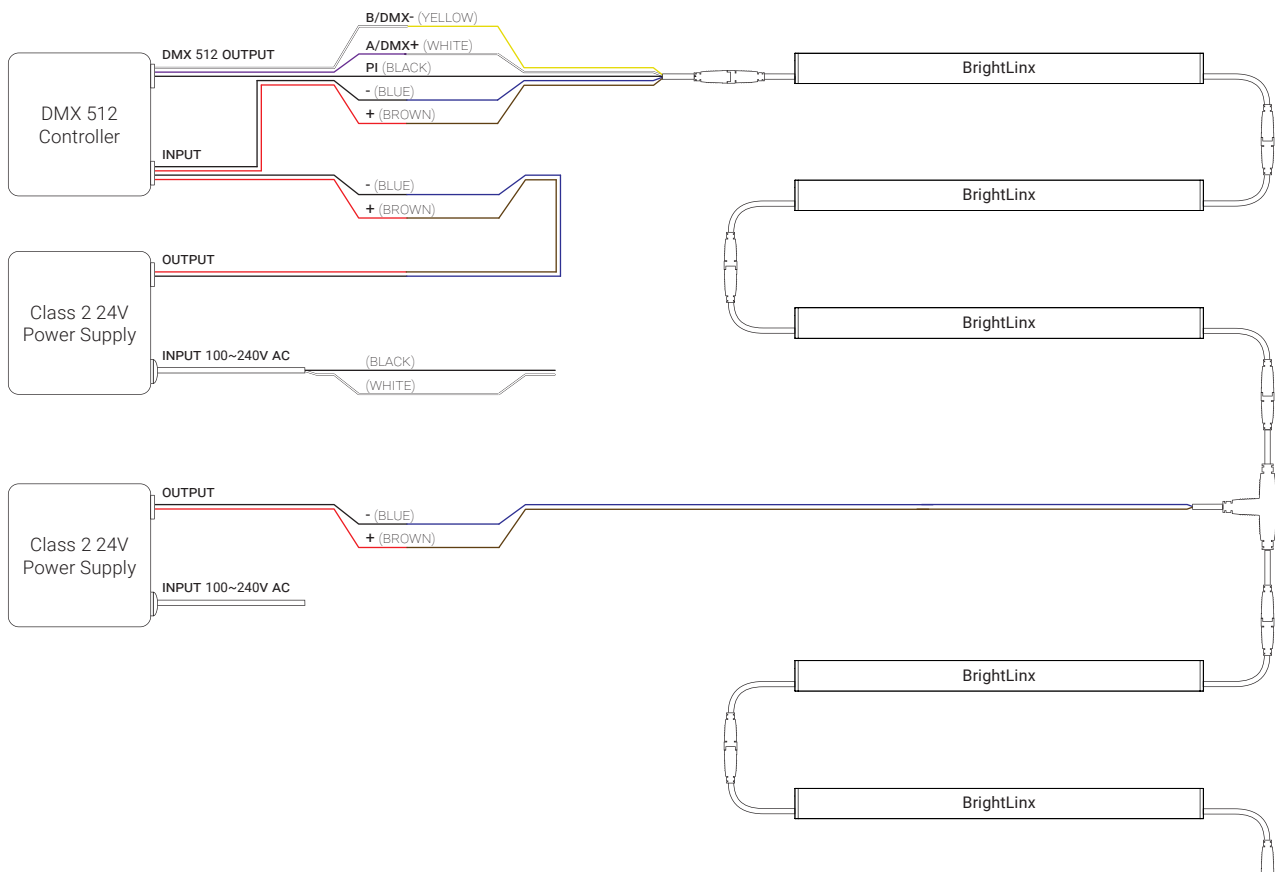 B/DMX- (YELLOW)
DMX 512 OUTPUT
A/DMX+ (WHITE)
PI (BLACK)
- (BLUE)
+ (BROWN)
DMX 512
Controller
INPUT
- (BLUE)
+ (BROWN)
OUTPUT
Class 2 24V
Power Supply
INPUT 100~240V AC
(BLACK)
(WHITE)
OUTPUT
- (BLUE)
+ (BROWN)
Class 2 24V
Power Supply
INPUT 100~240V AC
BrightLinx
BrightLinx
BrightLinx
BrightLinx
BrightLinx